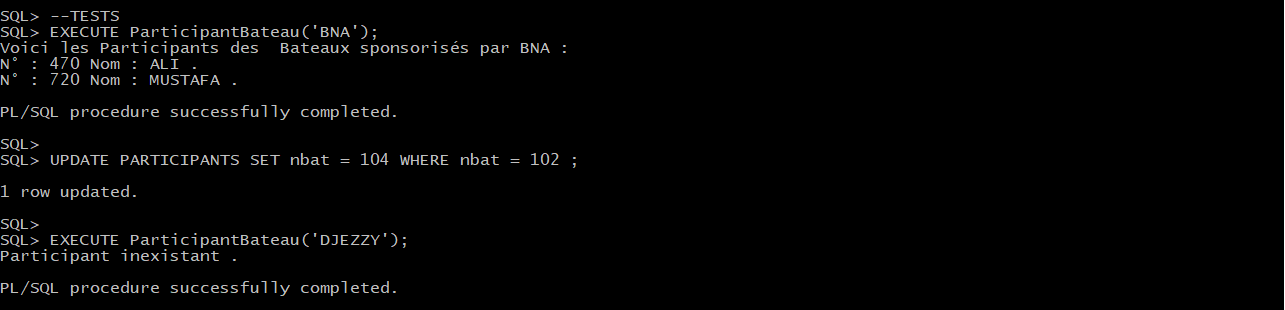 SQL> --TESTS
SQL> EXECUTE ParticipantBateau('BNA');
Voici les Participants des  Bateaux sponsorisés par BNA :
N° : 470 Nom : ALI .
N° : 720 Nom : MUSTAFA .
PL/SQL procedure successfully completed.
SQL>
SQL> UPDATE PARTICIPANTS SET nbat = 104 WHERE nbat = 102 ;
1 row updated.
SQL>
SQL> EXECUTE ParticipantBateau('DJEZZY');
Participant inexistant .
PL/SQL procedure successfully completed.